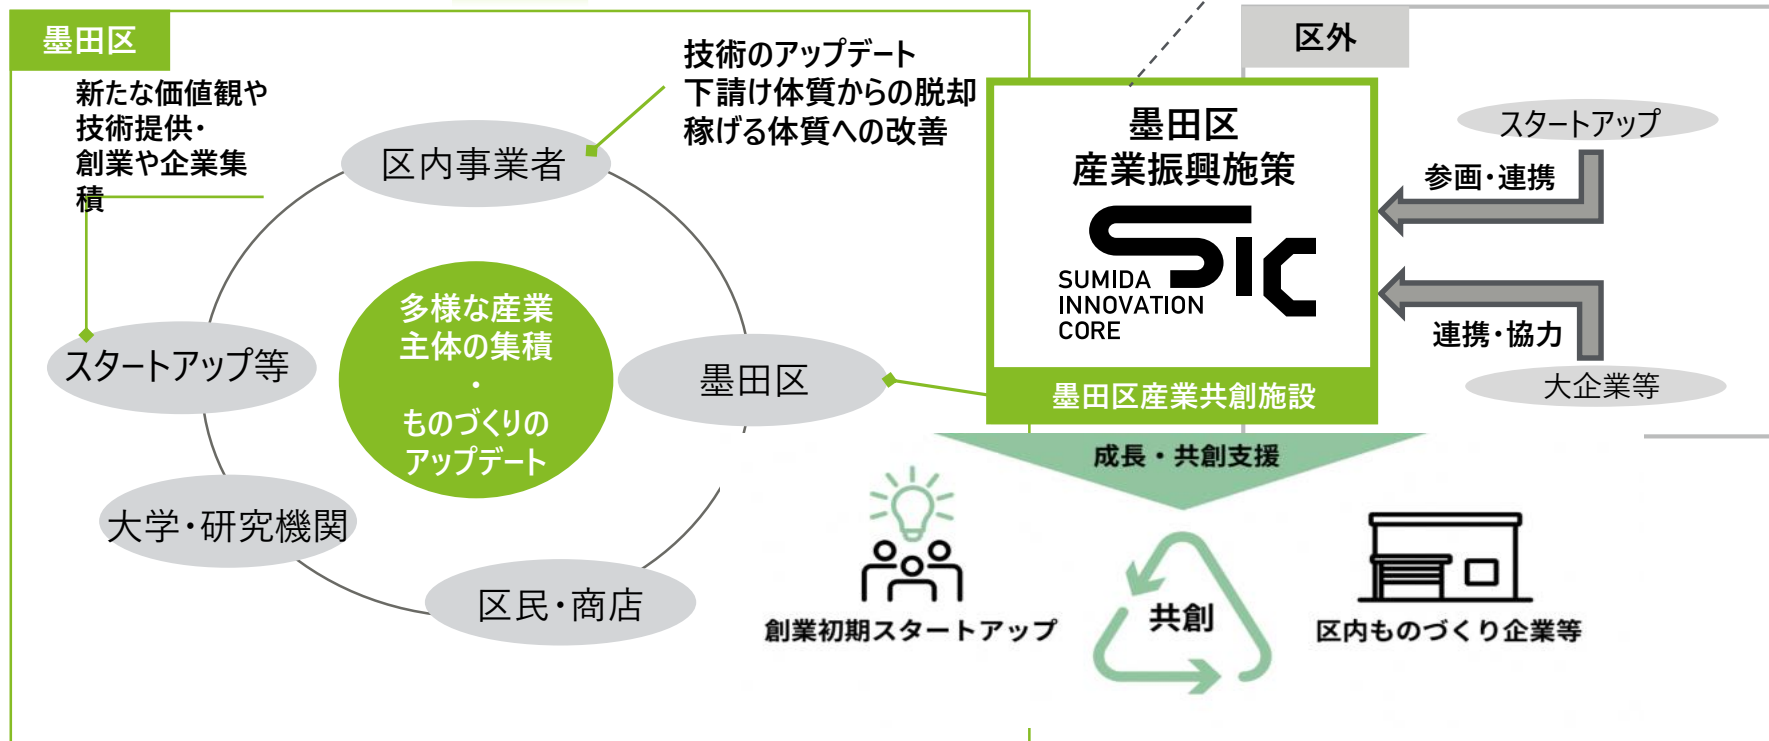 墨田区
新たな価値観や
技術提供・
創業や企業集
積
技術のアップデート
下請け体質からの脱却
稼げる体質への改善
区内事業者
スタートアップ等
多様な産業
主体の集積
・
ものづくりの
アップデート
墨田区
大学・研究機関
区民・商店
区外
墨田区
産業振興施策
SIC
SUMIDA
INNOVATION
CORE
墨田区産業共創施設
スタートアップ
参画・連携
連携・協力
大企業等
成長・共創支援
創業初期スタートアップ
共創
区内ものづくり企業等